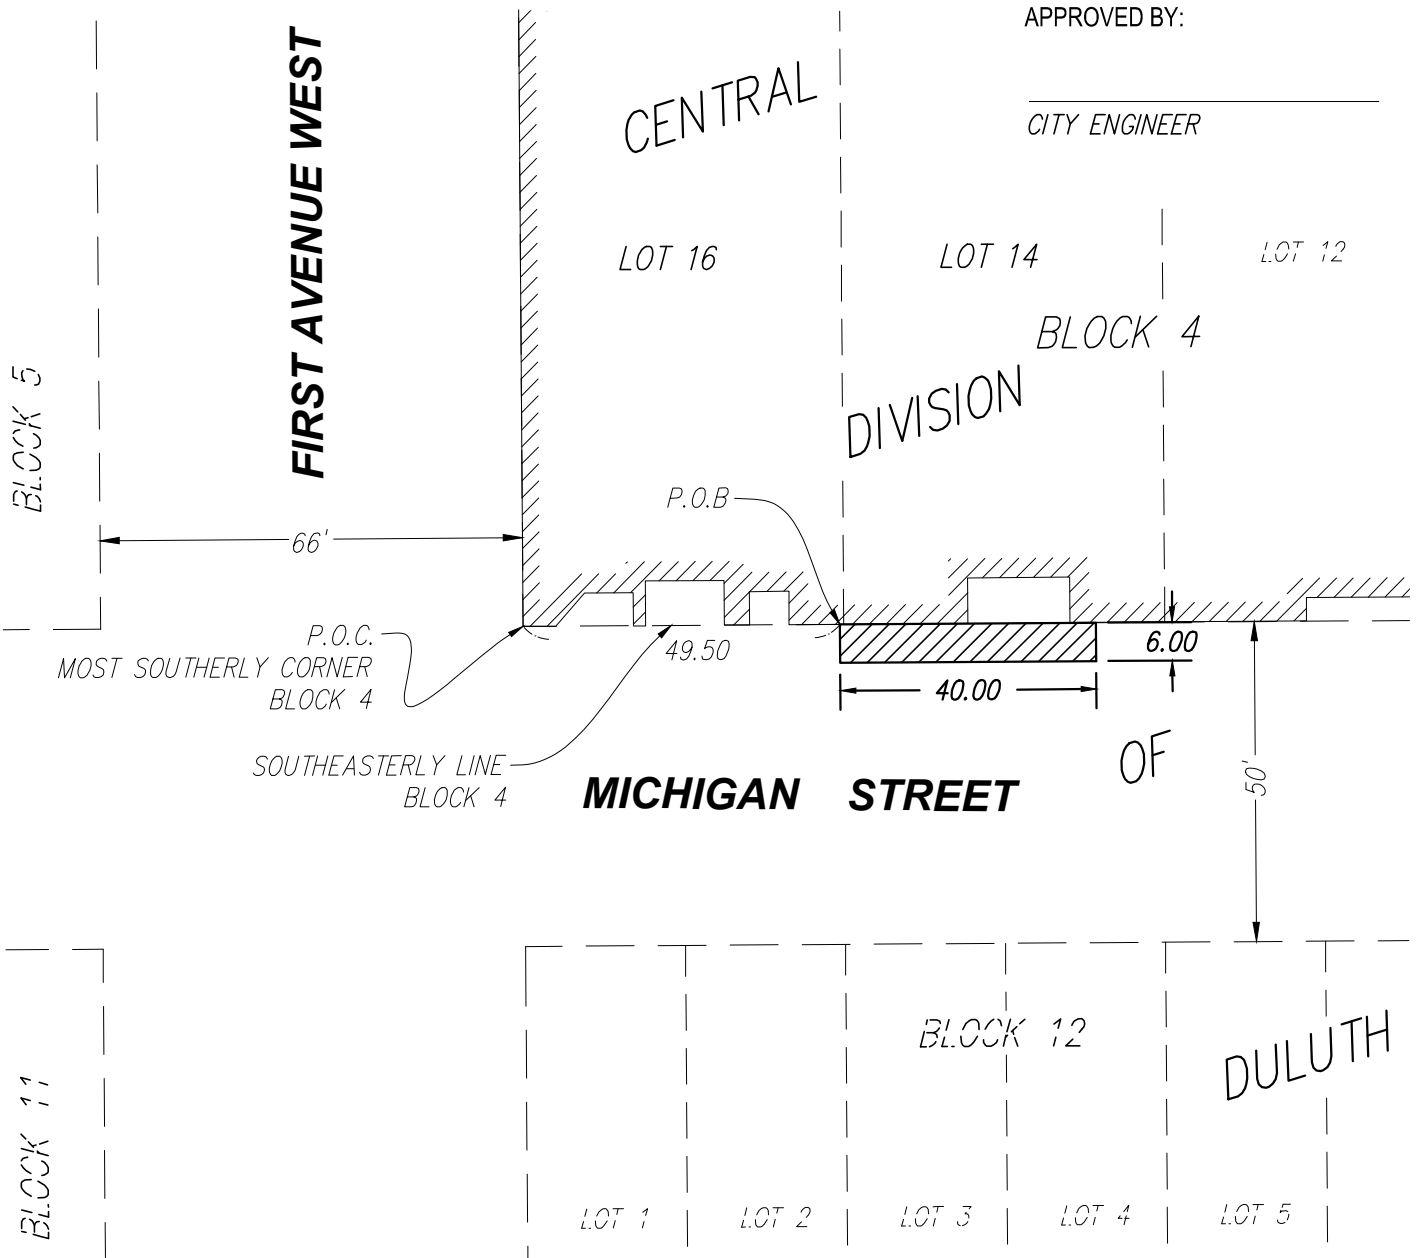 APPROVED BY:
CITY ENGINEER
FIRST AVENUE WEST
CENTRAL
LOT 16
LOT 14
LOT 12
BLOCK 4
DIVISION
BLOCK 5
P.O.B
66'
P.O.C.
MOST SOUTHERLY CORNER
BLOCK 4
49.50
6.00
40.00
SOUTHEASTERLY LINE
BLOCK 4
MICHIGAN STREET
OF
50'
BLOCK 12
DULUTH
BLOCK 11
LOT 1
LOT 2
LOT 3
LOT 4
LOT 5